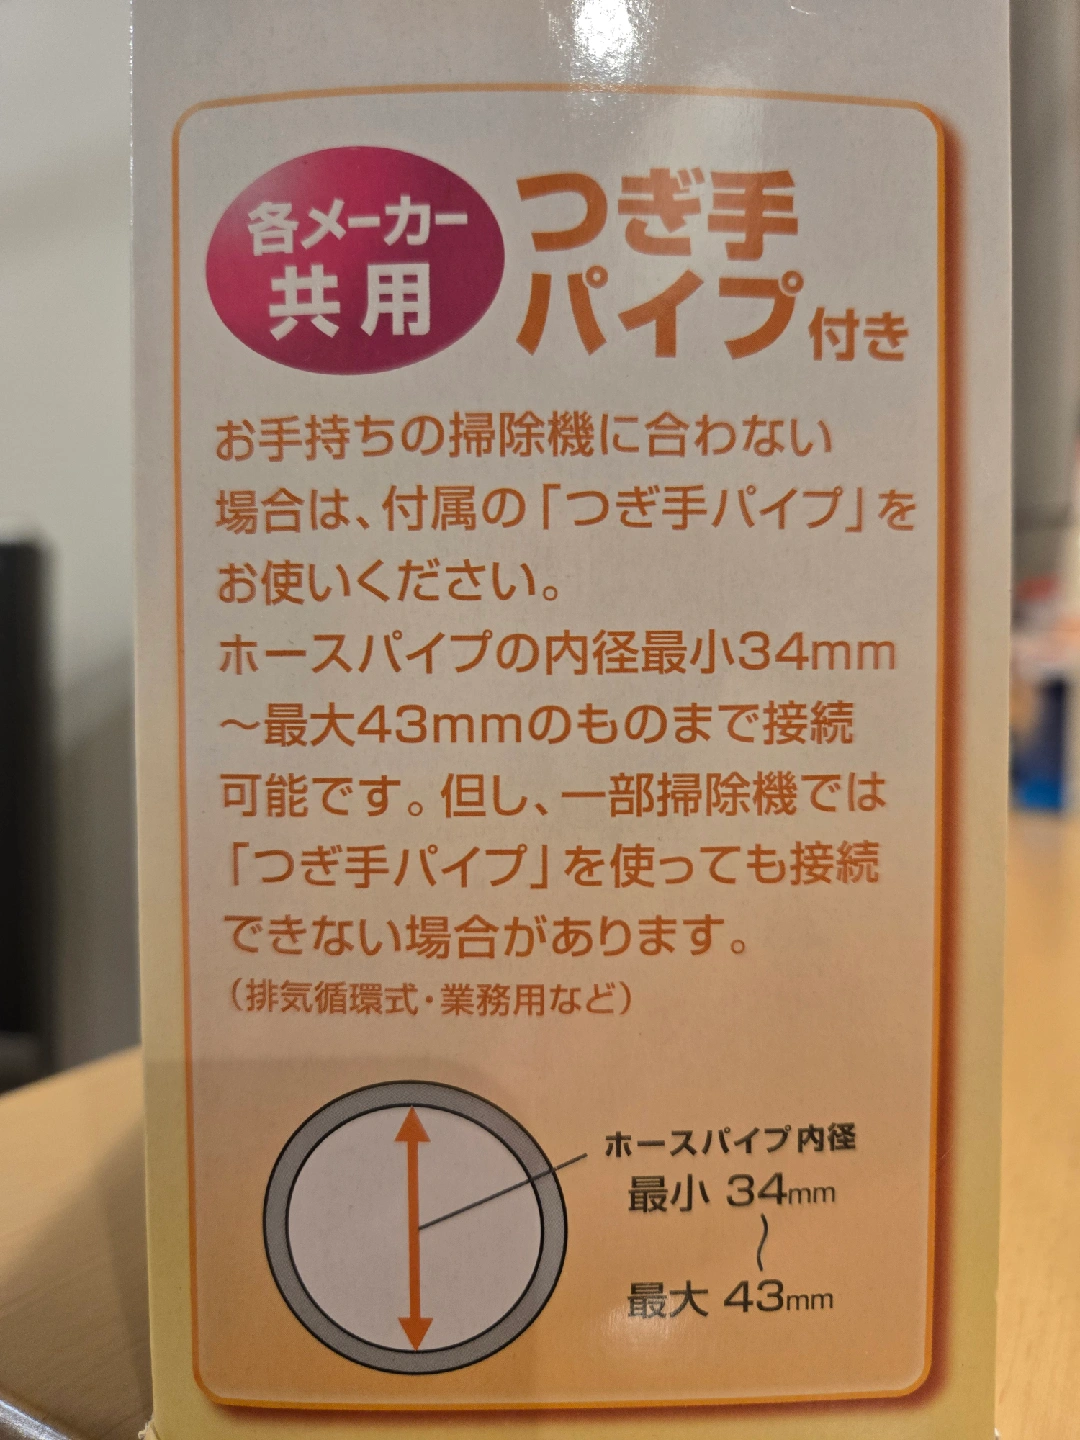 各メーカー
共用
つぎ手
パイプ付き
お手持ちの掃除機に合わない
場合は、付属の「つぎ手パイプ」を
お使いください。
ホースパイプの内径最小34mm
～最大43mmのものまで接続
可能です。但し、一部掃除機では
「つぎ手パイプ」を使っても接続
できない場合があります。
（排気循環式・業務用など）
ホースパイプ内径
最小 34mm
〜
最大 43mm